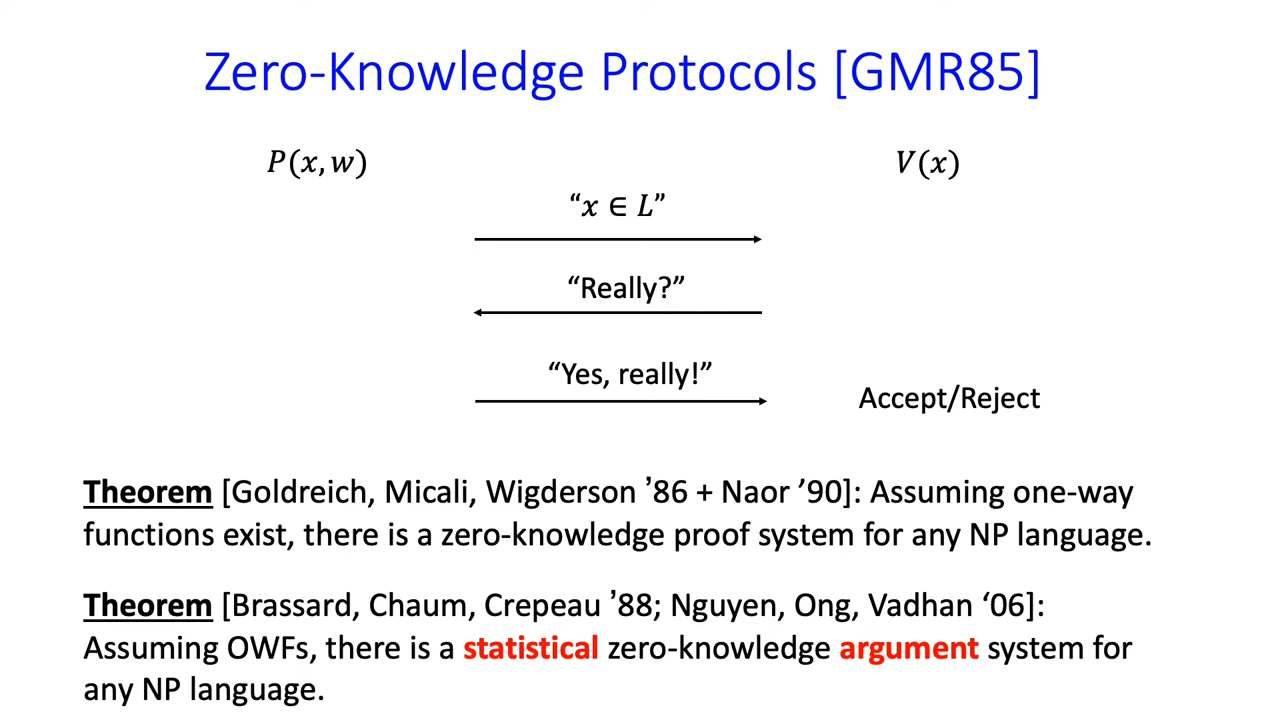 Zero-Knowledge Protocols [GMR85]
P(x, w)
V(x)
“x ∈ L”
“Really?”
“Yes, really!”
Accept/Reject
Theorem [Goldreich, Micali, Wigderson ’86 + Naor ’90]: Assuming one-way
functions exist, there is a zero-knowledge proof system for any NP language.
Theorem [Brassard, Chaum, Crepeau ’88; Nguyen, Ong, Vadhan ‘06]:
Assuming OWFs, there is a statistical zero-knowledge argument system for
any NP language.